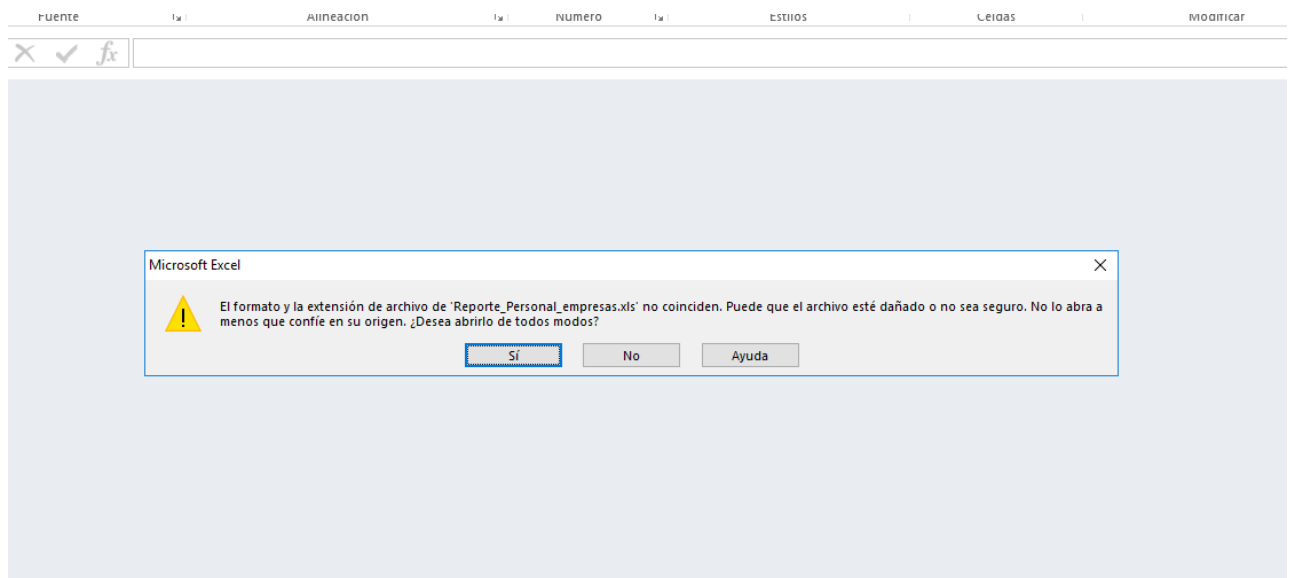 Fuente Alineación Número Estilos Celdas Modificar
fx
Microsoft Excel
El formato y la extensión de archivo de 'Reporte_Personal_empresas.xls' no coinciden. Puede que el archivo esté dañado o no sea seguro. No lo abra a
menos que confíe en su origen. ¿Desea abrirlo de todos modos?
Sí No Ayuda